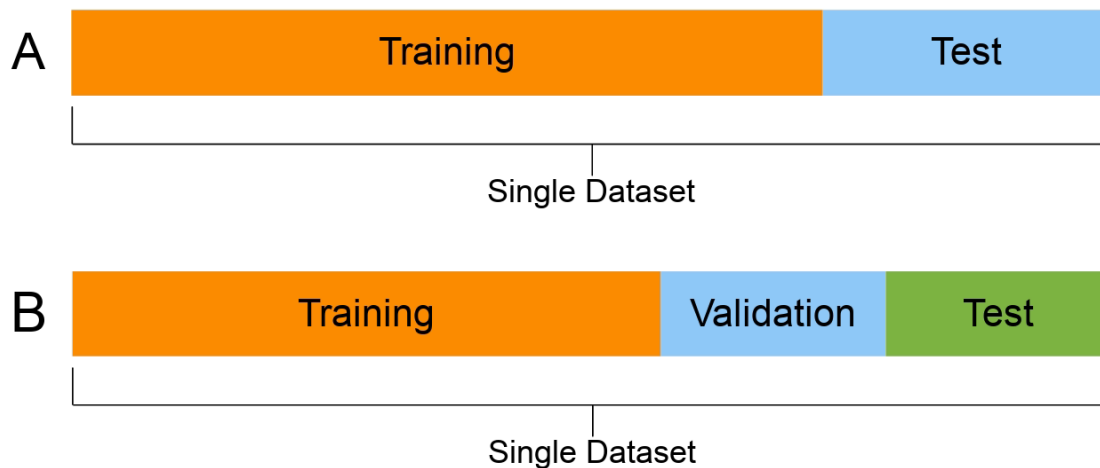 A Training Test
Single Dataset
B Training Validation Test
Single Dataset